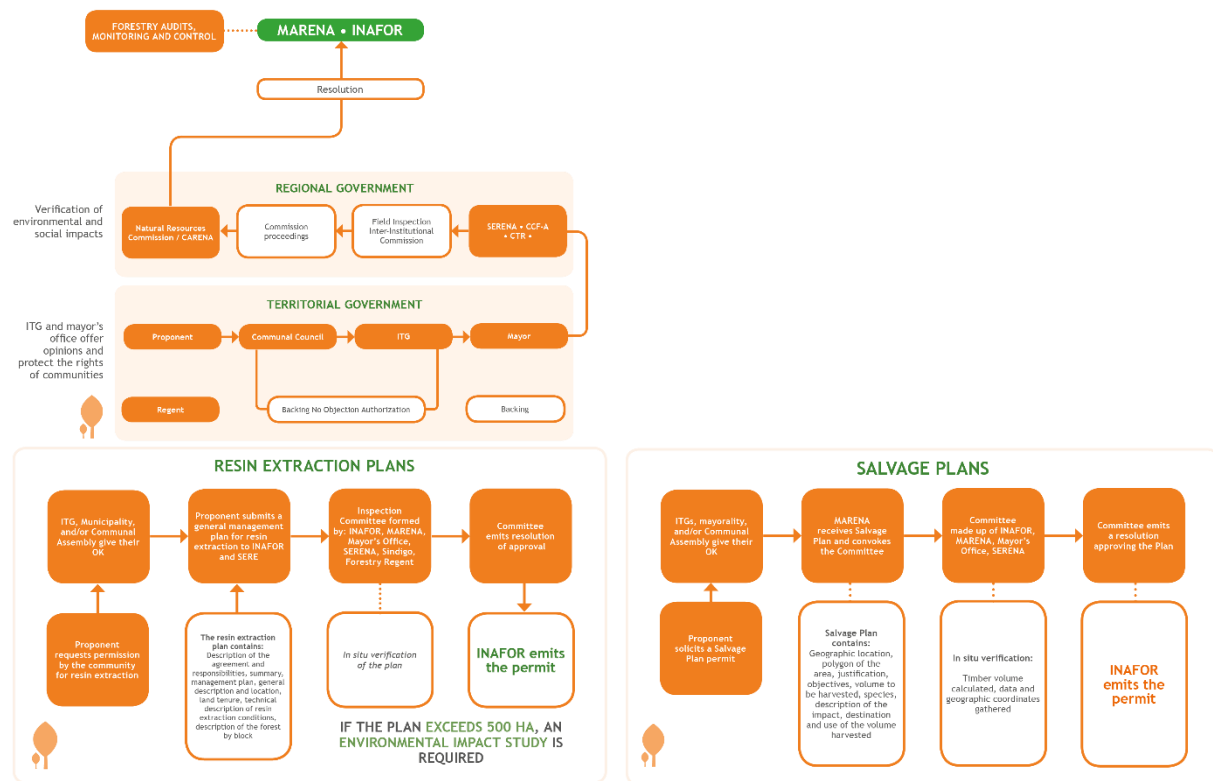 FORESTRY AUDITS,
MONITORING AND CONTROL
MARENA • INAFOR
Resolution
Verification of
environmental and
social impacts
REGIONAL GOVERNMENT
Natural Resources
Commission / CARENA
Commission
proceedings
Field Inspection
Inter-Institutional
Commission
SERENA • CCF-A
• CTR •
ITG and mayor's
office offer
opinions and
protect the rights
of communities
TERRITORIAL GOVERNMENT
Proponent
Communal Council
ITG
Mayor
Regent
Backing No Objection Authorization
Backing
RESIN EXTRACTION PLANS
ITG, Municipality,
and/or Communal
Assembly give their
OK
Proponent submits a
general management
plan for resin
extraction to INAFOR
and SERE
Inspection
Committee formed
by: INAFOR, MARENA,
Mayor's Office,
SERENA, Sindigo,
Forestry Regent
Committee
emits resolution
of approval
Proponent
requests permission
by the community
for resin extraction
The resin extraction
plan contains:
Description of the
agreement and
responsibilities, summary,
management plan, general
description and location,
land tenure, technical
description of resin
extraction conditions,
description of the forest
by block
In situ verification
of the plan
INAFOR emits
the permit
IF THE PLAN EXCEEDS 500 HA, AN
ENVIRONMENTAL IMPACT STUDY IS
REQUIRED
SALVAGE PLANS
ITGs, mayorality,
and/or Communal
Assembly give their
OK
MARENA
receives Salvage
Plan and convokes
the Committee
Committee
made up of INAFOR,
MARENA, Mayor's
Office, SERENA
Committee emits
a resolution
approving the Plan
Proponent
solicits a Salvage
Plan permit
Salvage Plan
contains:
Geographic location,
polygon of the
area, justification,
objectives, volume to
be harvested, species,
description of the
impact, destination
and use of the volume
harvested
In situ verification:
Timber volume
calculated, data and
geographic coordinates
gathered
INAFOR
emits the
permit